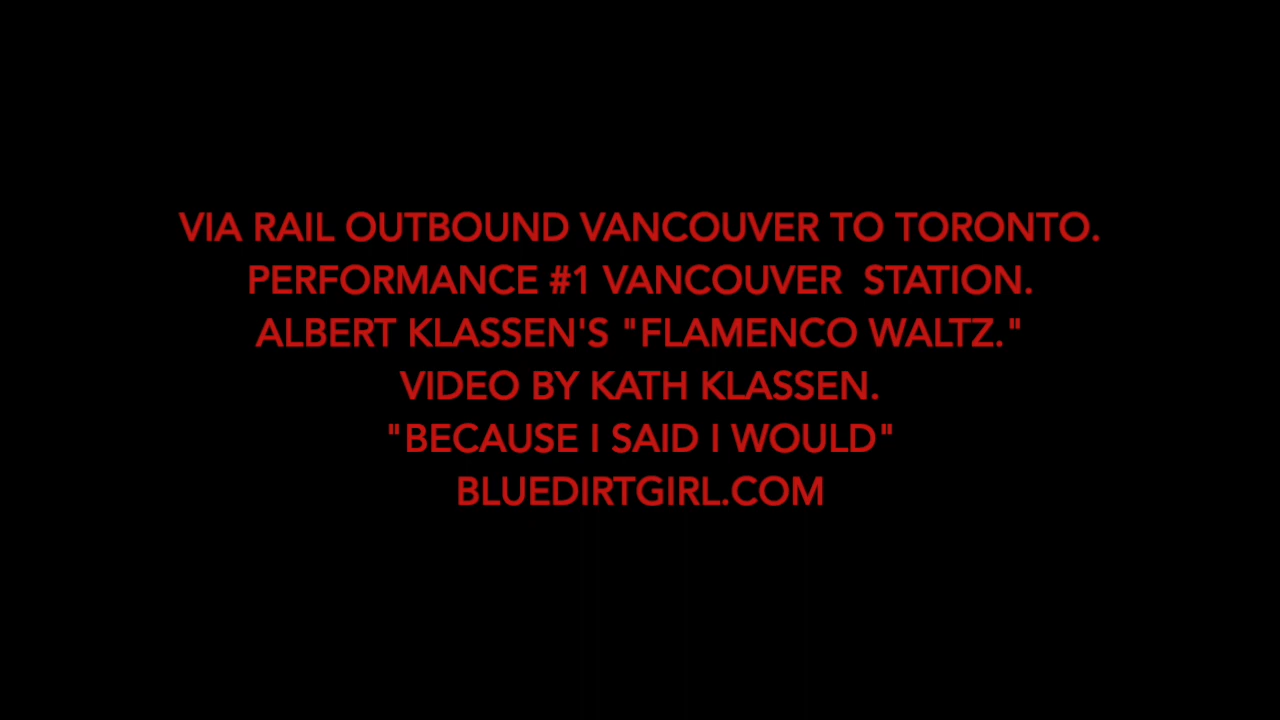 VIA RAIL OUTBOUND VANCOUVER TO TORONTO.
PERFORMANCE #1 VANCOUVER  STATION.
ALBERT KLASSEN'S "FLAMENCO WALTZ."
VIDEO BY KATH KLASSEN.
"BECAUSE I SAID I WOULD"
BLUEDIRTGIRL.COM